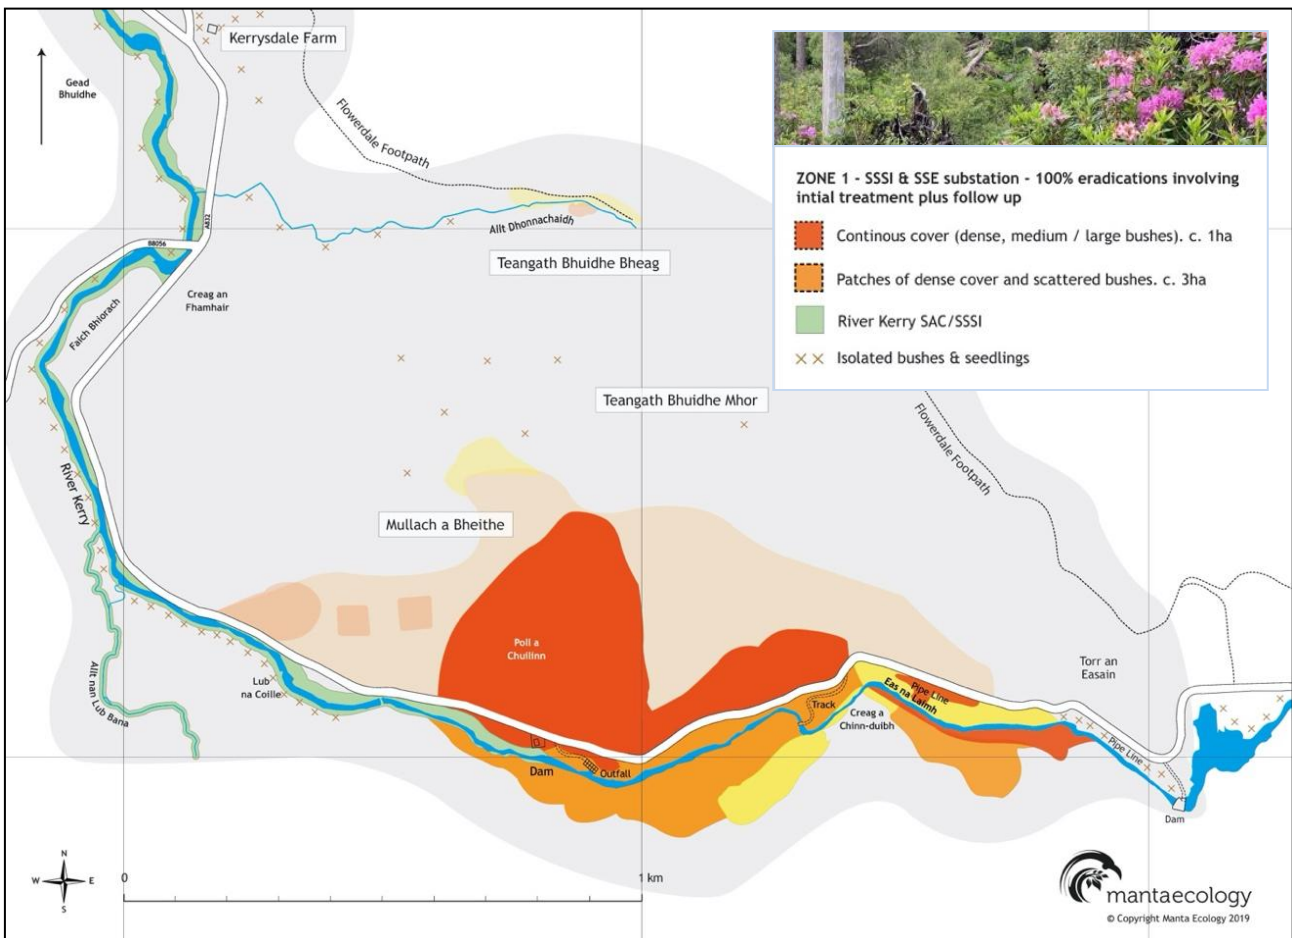 Kerrysdale Farm
Gead
Bhuidhe
Flowerdale Footpath
ZONE 1 - SSSI & SSE substation - 100% eradications involving
intial treatment plus follow up
Continous cover (dense, medium / large bushes). c. 1ha
Patches of dense cover and scattered bushes. c. 3ha
River Kerry SAC/SSSI
Isolated bushes & seedlings
A832
Allt Dhonnachaidh
B8056
Teangath Bhuidhe Bheag
Creag an
Fhamhair
Faich Bhiorach
Teangath Bhuidhe Mhor
Flowerdale Footpath
River Kerry
Mullach a Bheithe
Poll a
Chuilinn
Torr an
Easain
Lub
na Coille
Allt nan Lub Bana
Pipe Line
Eas na Laimh
Track
Creag a
Chinn-duibh
Pipe Line
Dam
Outfall
Dam
N
W E
S
0 1 km
mantaecology
© Copyright Manta Ecology 2019